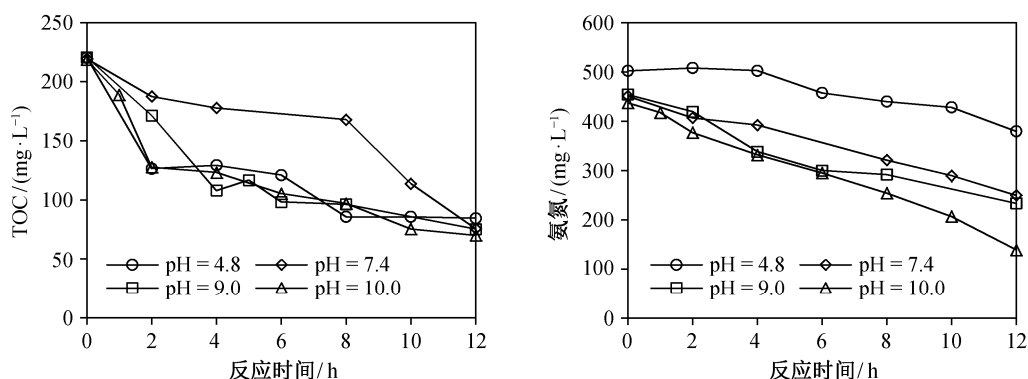 250
200
150
100
50
0
TOC/(mg·L⁻¹)
pH = 4.8
pH = 7.4
pH = 9.0
pH = 10.0
0 2 4 6 8 10 12
反应时间/h
600
500
400
300
200
100
0
氨氮/(mg·L⁻¹)
pH = 4.8
pH = 7.4
pH = 9.0
pH = 10.0
0 2 4 6 8 10 12
反应时间/h